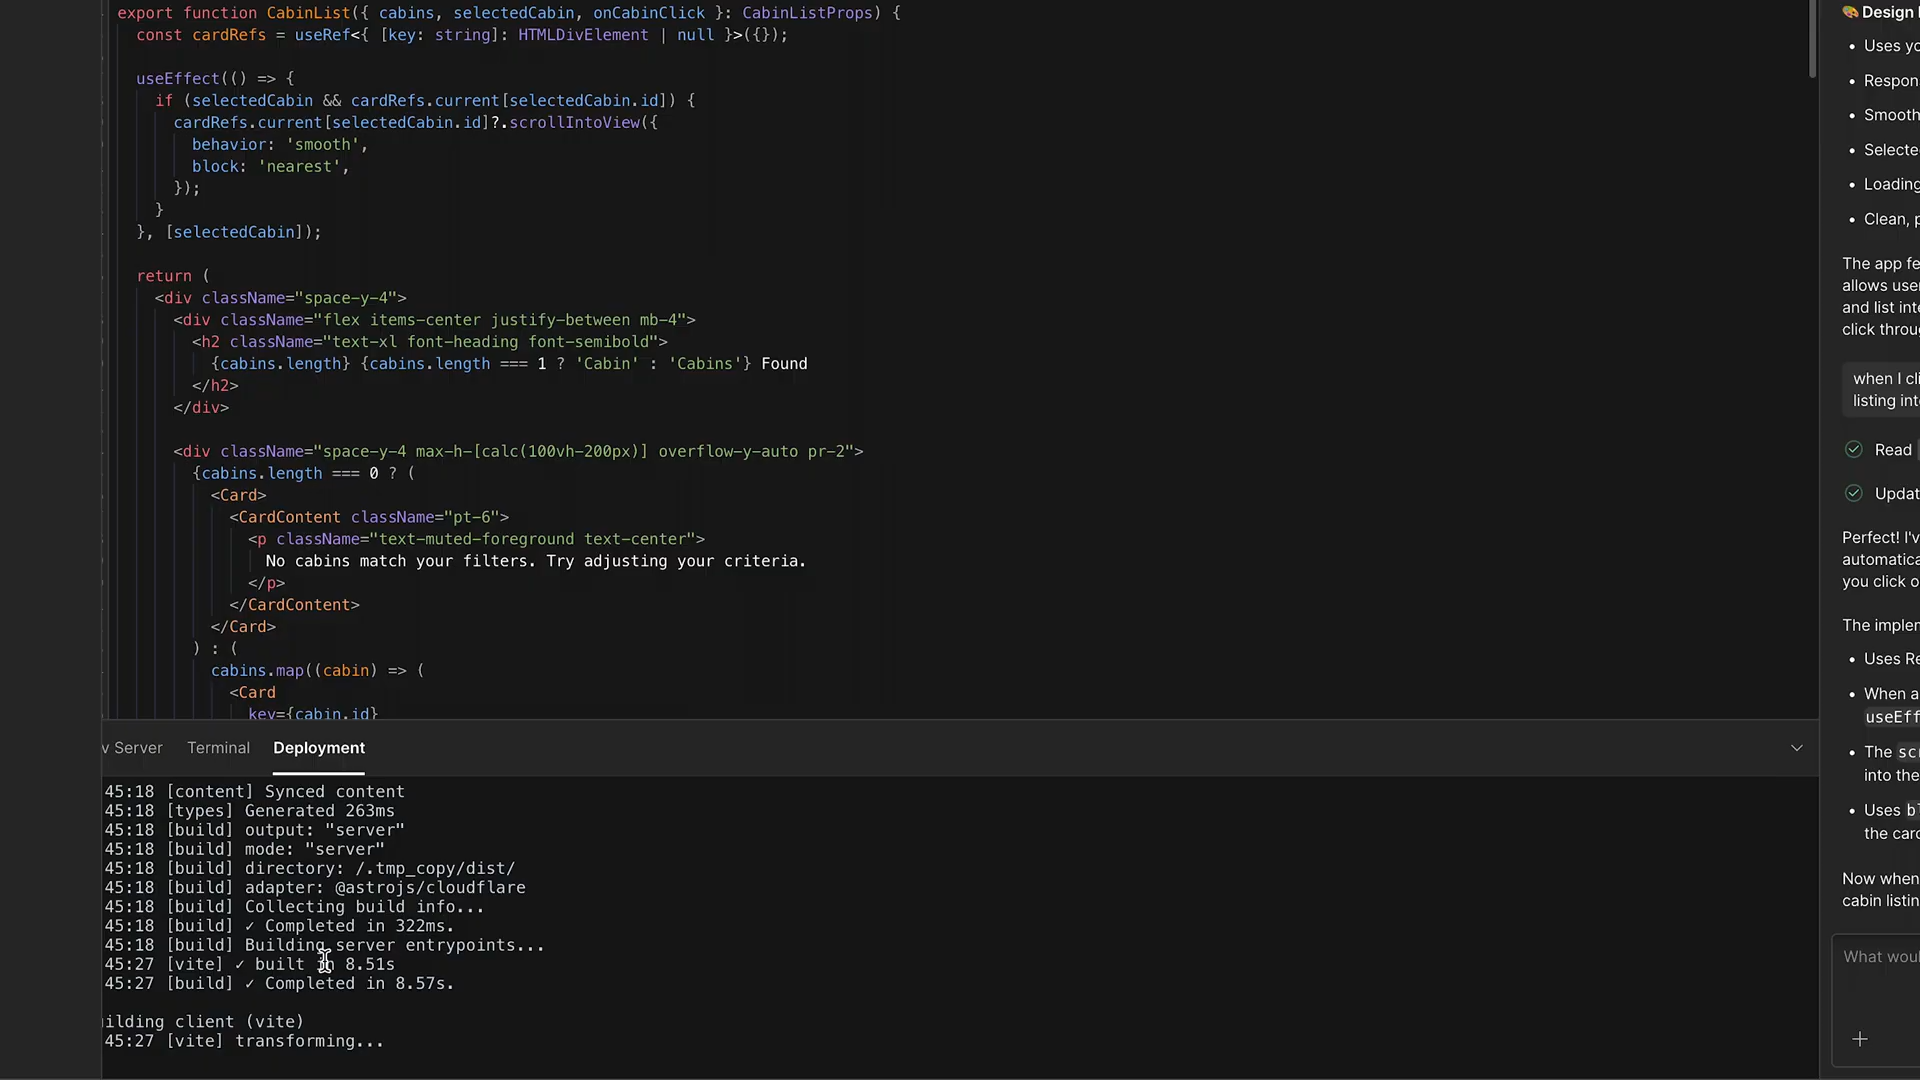 export function CabinList({ cabins, selectedCabin, onCabinClick }: CabinListProps) {
const cardRefs = useRef<{ [key: string]: HTMLDivElement | null }>({});
useEffect(() => {
if (selectedCabin && cardRefs.current[selectedCabin.id]) {
cardRefs.current[selectedCabin.id]?.scrollIntoView({
behavior: 'smooth',
block: 'nearest',
});
}
}, [selectedCabin]);
return (
<div className="space-y-4">
<div className="flex items-center justify-between mb-4">
<h2 className="text-xl font-heading font-semibold">
{cabins.length} {cabins.length === 1 ? 'Cabin' : 'Cabins'} Found
</h2>
</div>
<div className="space-y-4 max-h-[calc(100vh-200px)] overflow-y-auto pr-2">
{cabins.length === 0 ? (
<Card>
<CardContent className="pt-6">
<p className="text-muted-foreground text-center">
No cabins match your filters. Try adjusting your criteria.
</p>
</CardContent>
</Card>
) : (
cabins.map((cabin) => (
<Card
key={cabin.id}
v Server Terminal Deployment
45:18 [content] Synced content
45:18 [types] Generated 263ms
45:18 [build] output: "server"
45:18 [build] mode: "server"
45:18 [build] directory: /.tmp_copy/dist/
45:18 [build] adapter: @astrojs/cloudflare
45:18 [build] Collecting build info...
45:18 [build] ✓ Completed in 322ms.
45:18 [build] Building server entrypoints...
45:27 [vite] ✓ built in 8.51s
45:27 [build] ✓ Completed in 8.57s.
ilding client (vite)
45:27 [vite] transforming...
🎨 Design
• Uses yo
• Respon
• Smooth
• Selecte
• Loading
• Clean, p
The app fe
allows use
and list inte
click throu
when I cli
listing int
Read
Updat
Perfect! I'v
automatica
you click o
The implem
• Uses Re
• When a
useEff
• The sc
into the
• Uses bl
the card
Now when
cabin listin
What woul